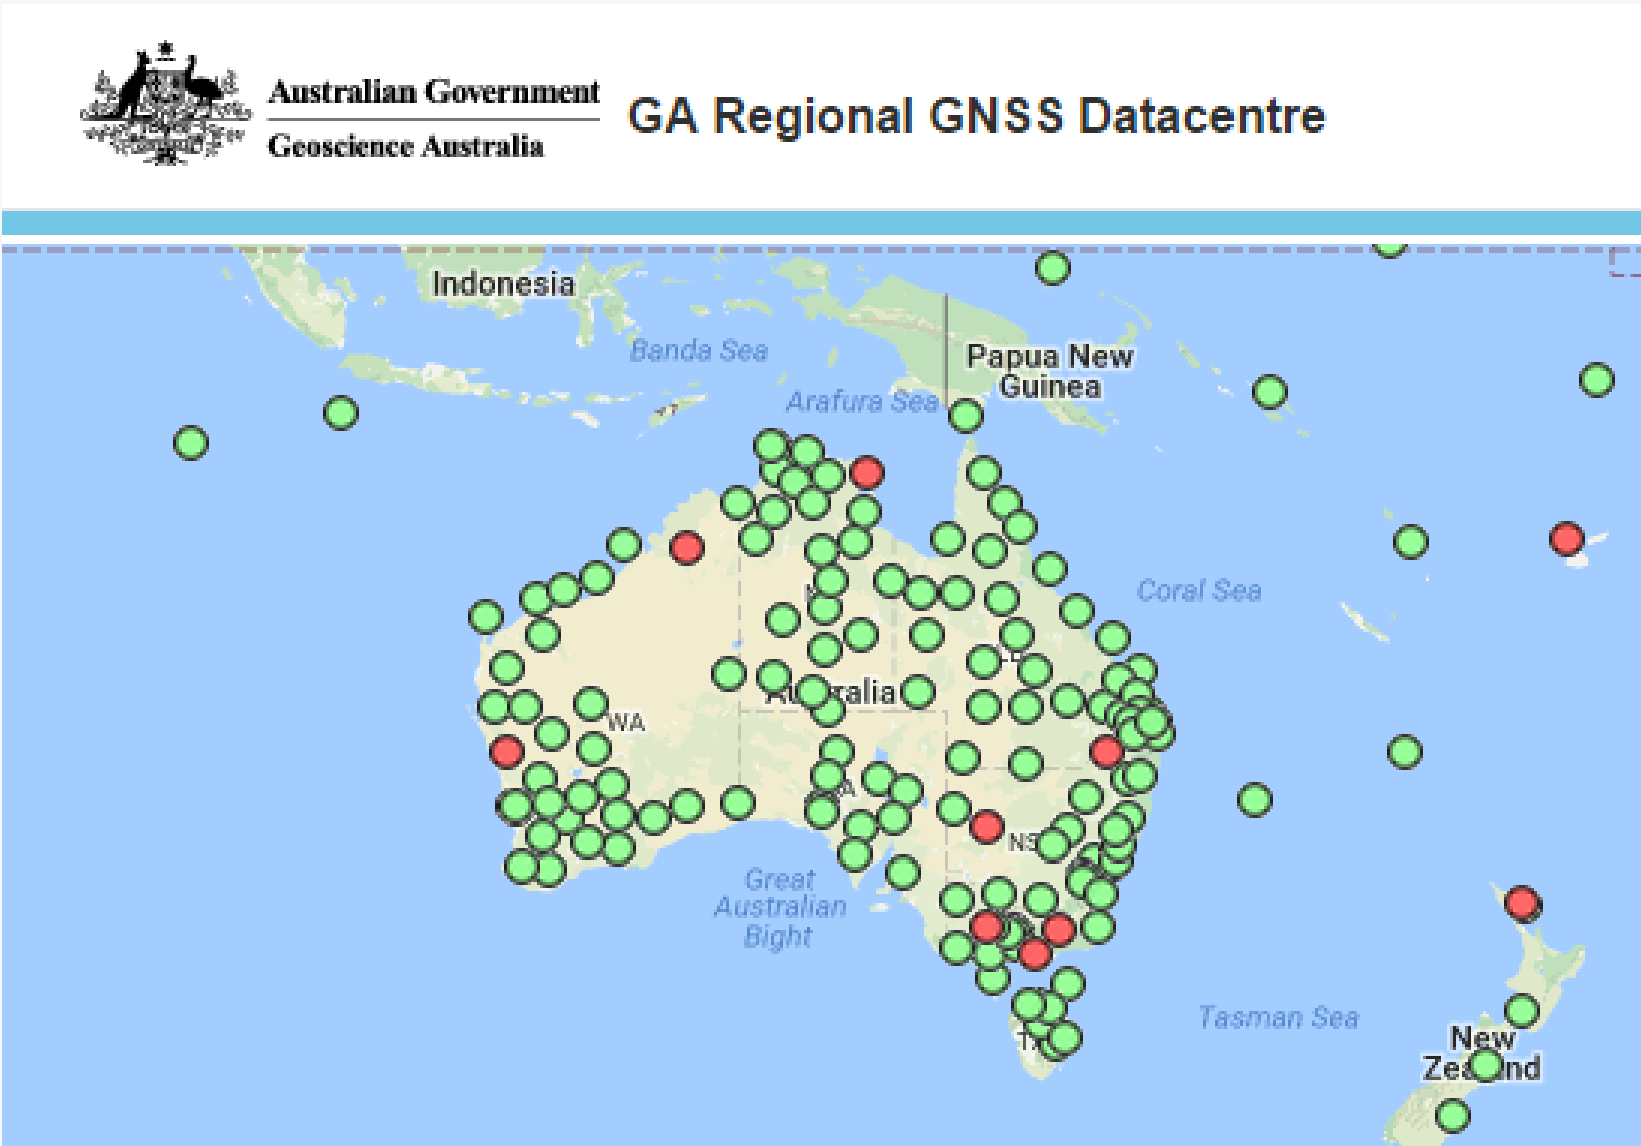 Australian Government
Geoscience Australia
GA Regional GNSS Datacentre
Indonesia
Banda Sea
Papua New
Guinea
Arafura Sea
Coral Sea
WA
Great
Australian
Bight
Tasman Sea
New